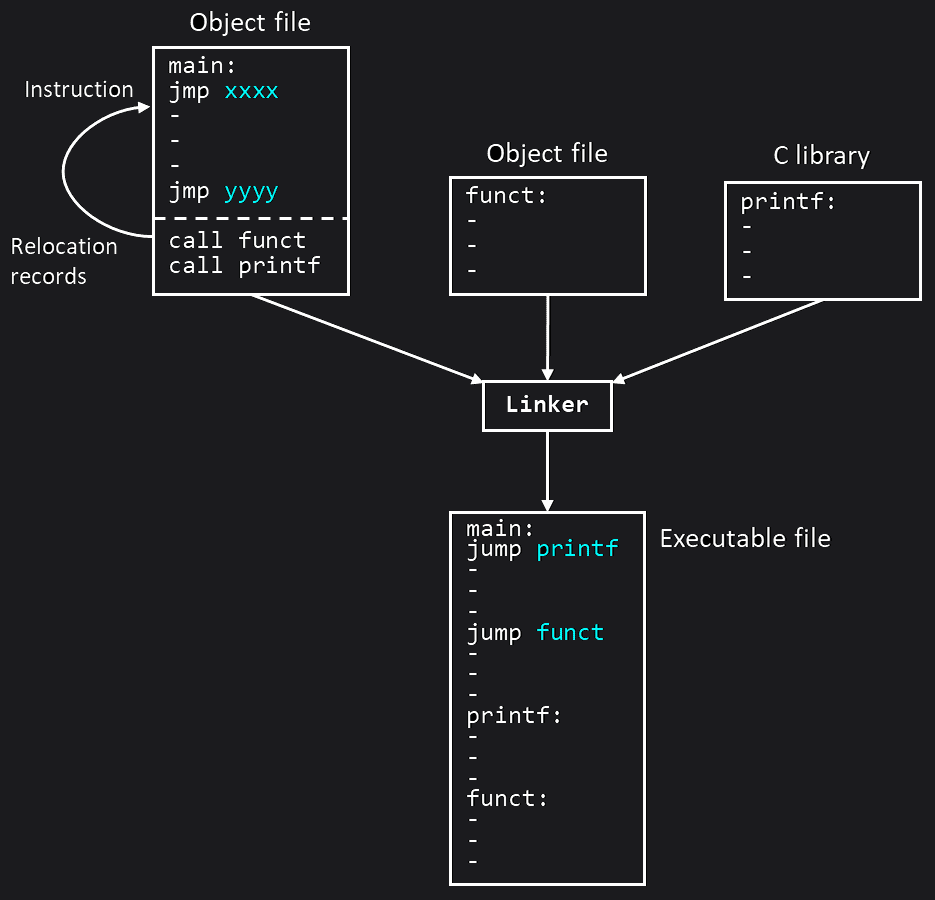 Object file
main:
jmp xxxx
-
-
-
jmp yyyy
call funct
call printf
Instruction
Relocation
records
Object file
funct:
-
-
-
C library
printf:
-
-
-
Linker
Executable file
main:
jump printf
-
-
-
jump funct
-
-
-
printf:
-
-
-
funct:
-
-
-